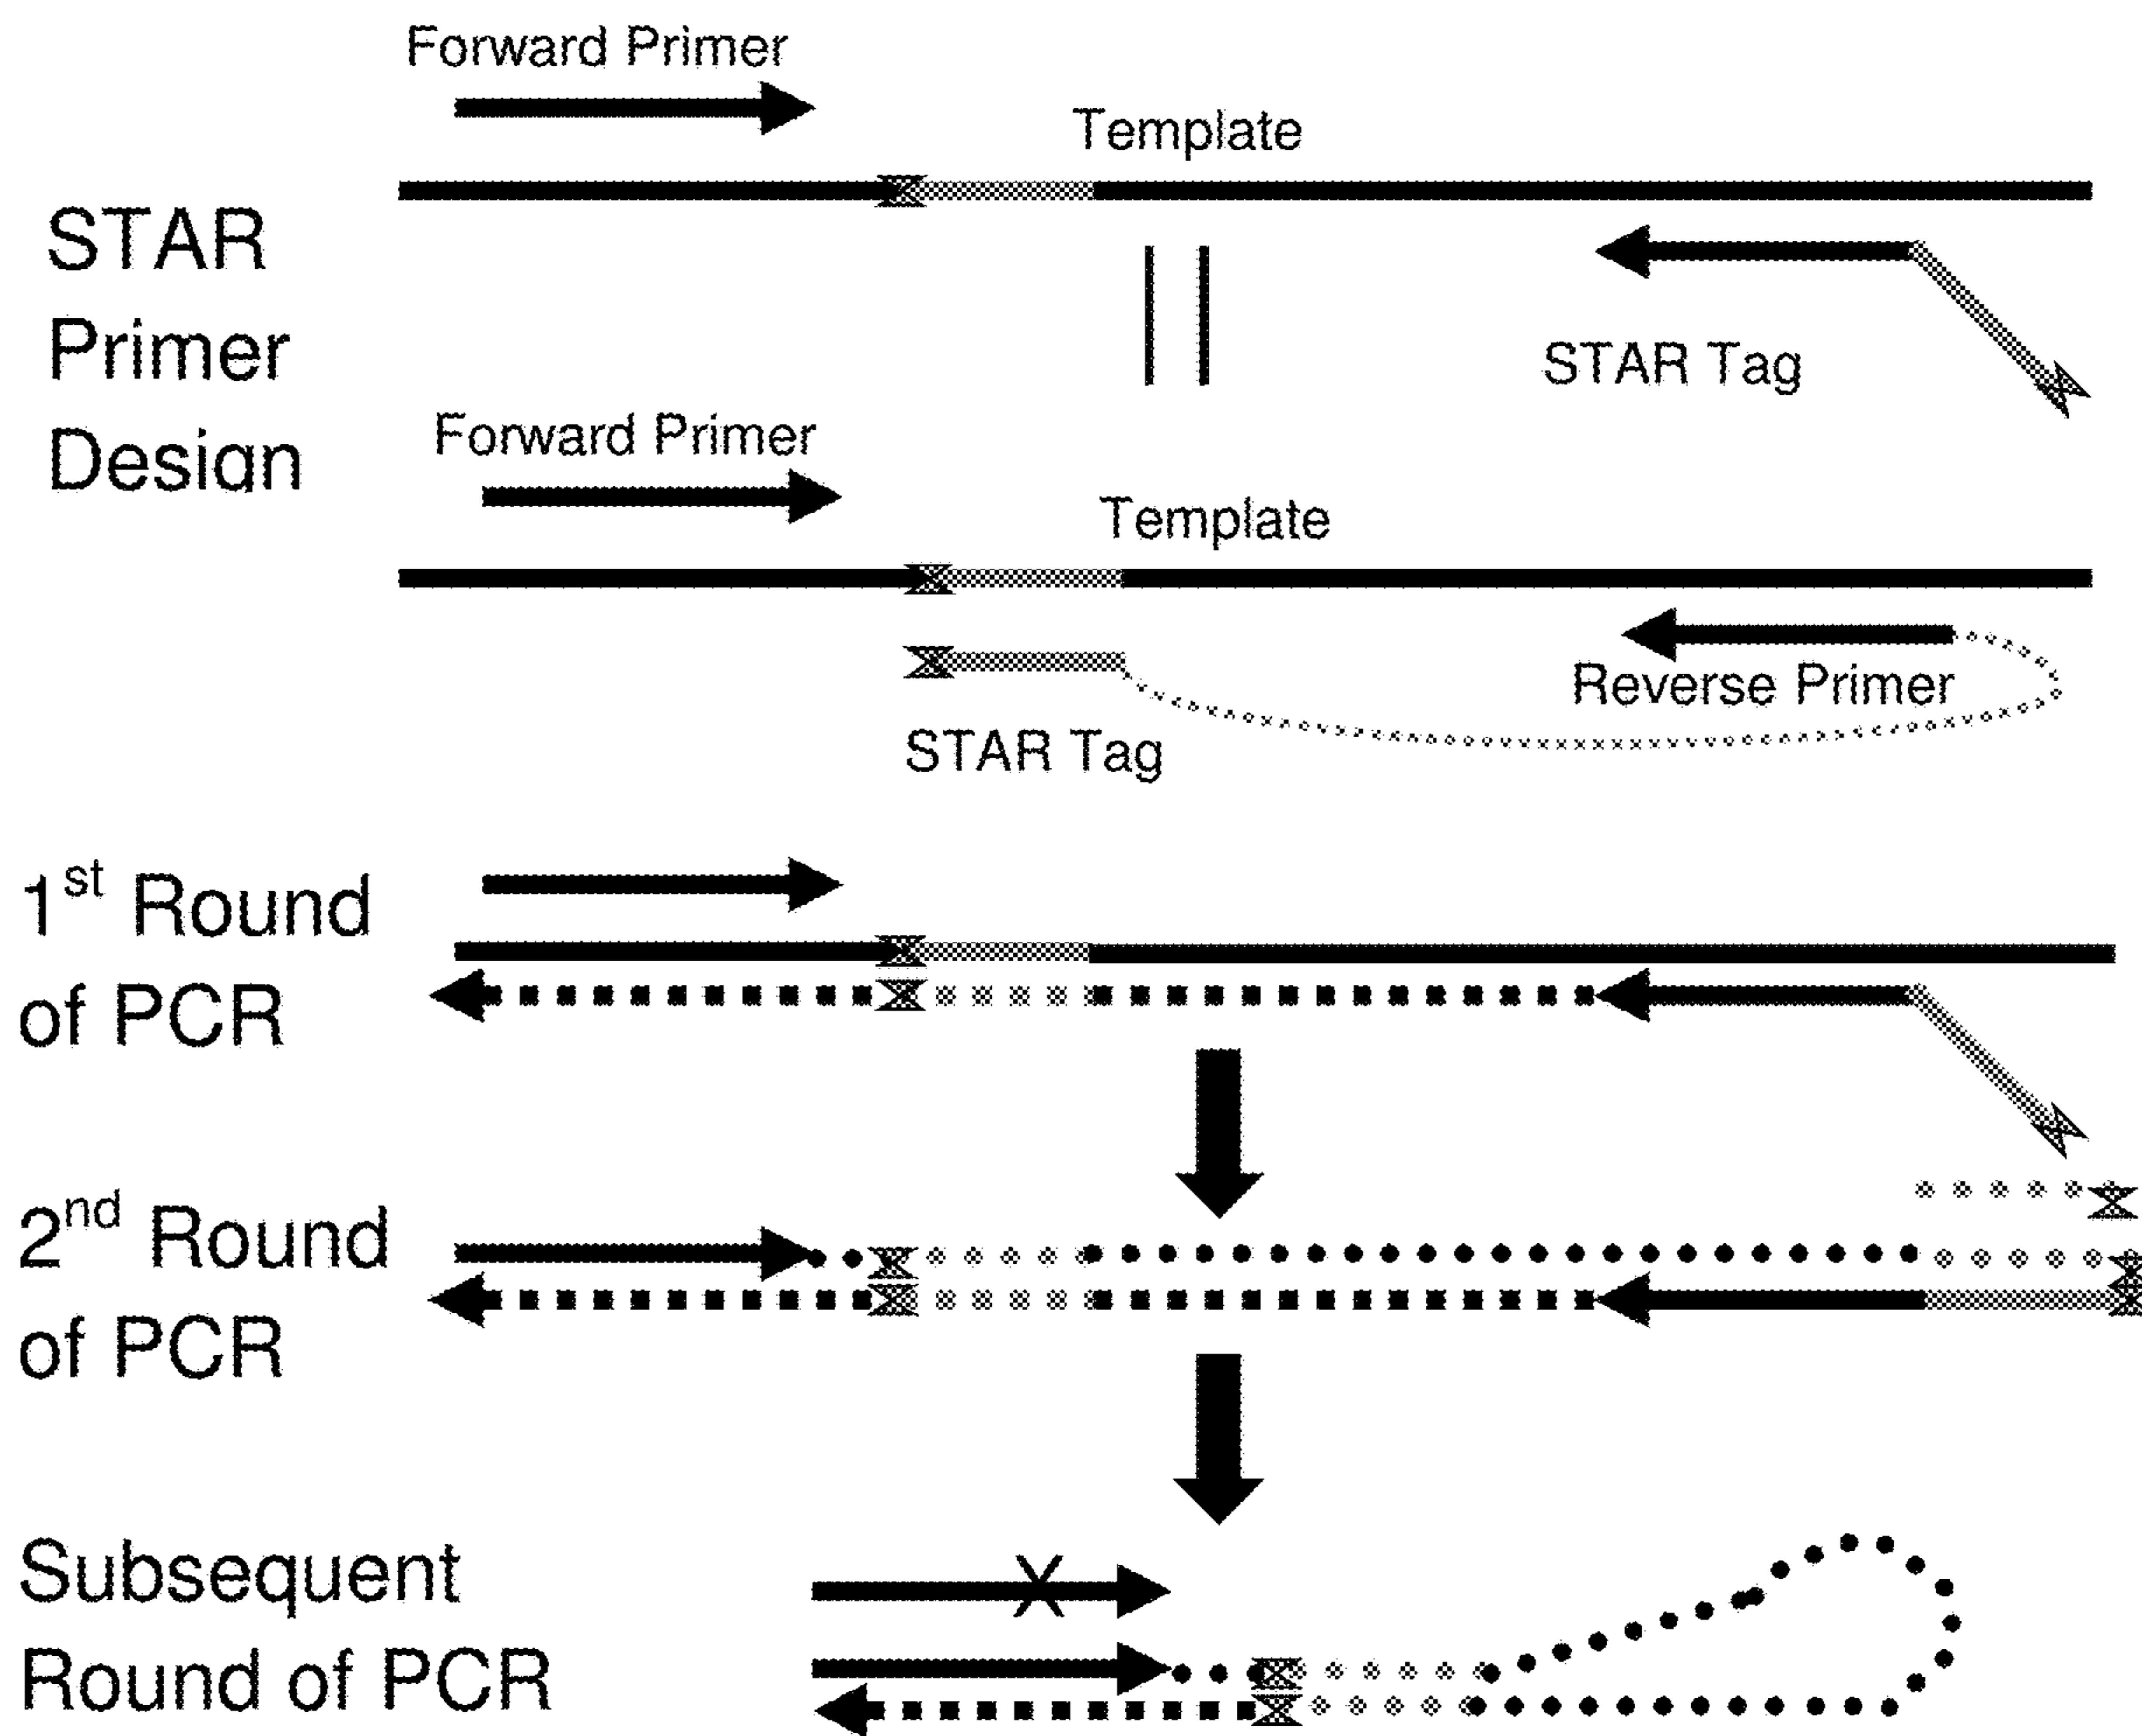 Forward Primer
Template
STAR
Primer
Design
STAR Tag
Forward Primer
Template
Reverse Primer
STAR Tag
1st Round
of PCR
2nd Round
of PCR
X
Subsequent
Round of PCR